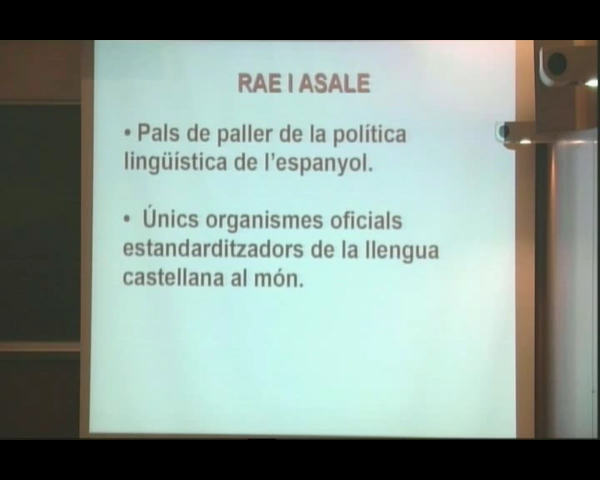 RAE I ASALE
• Pals de paller de la política
lingüística de l'espanyol.
• Únics organismes oficials
estandarditzadors de la llengua
castellana al món.